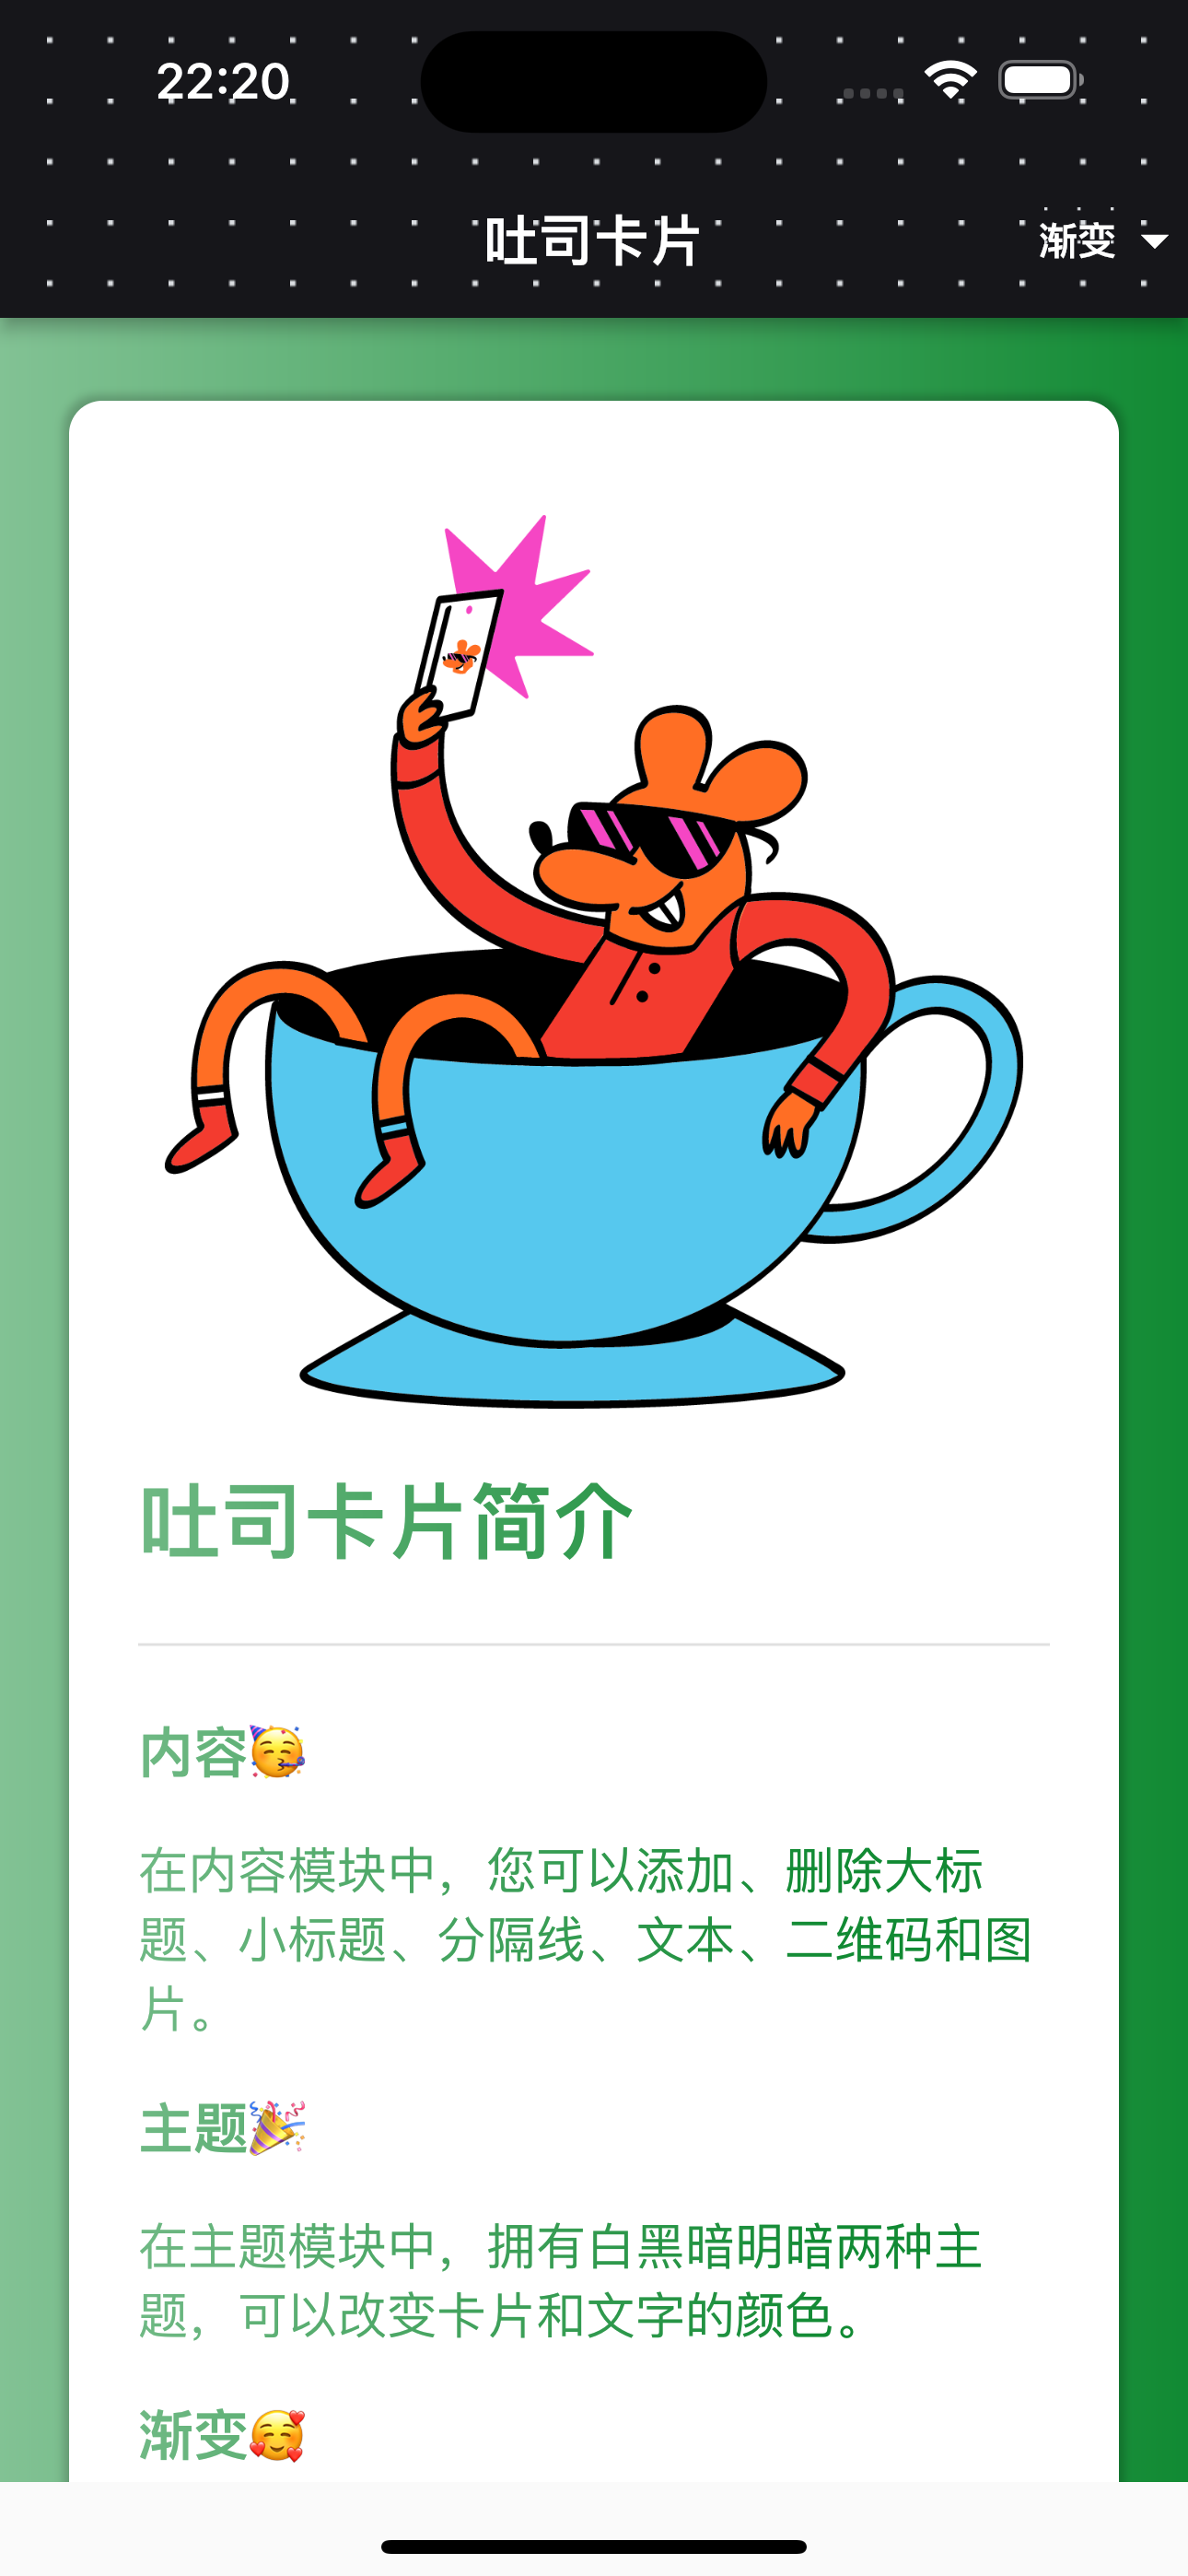 22:20
吐司卡片
渐变
吐司卡片简介
内容🥳
在内容模块中，您可以添加、删除大标
题、小标题、分隔线、文本、二维码和图
片。
主题🎉
在主题模块中，拥有白黑暗明暗两种主
题，可以改变卡片和文字的颜色。
渐变🥰